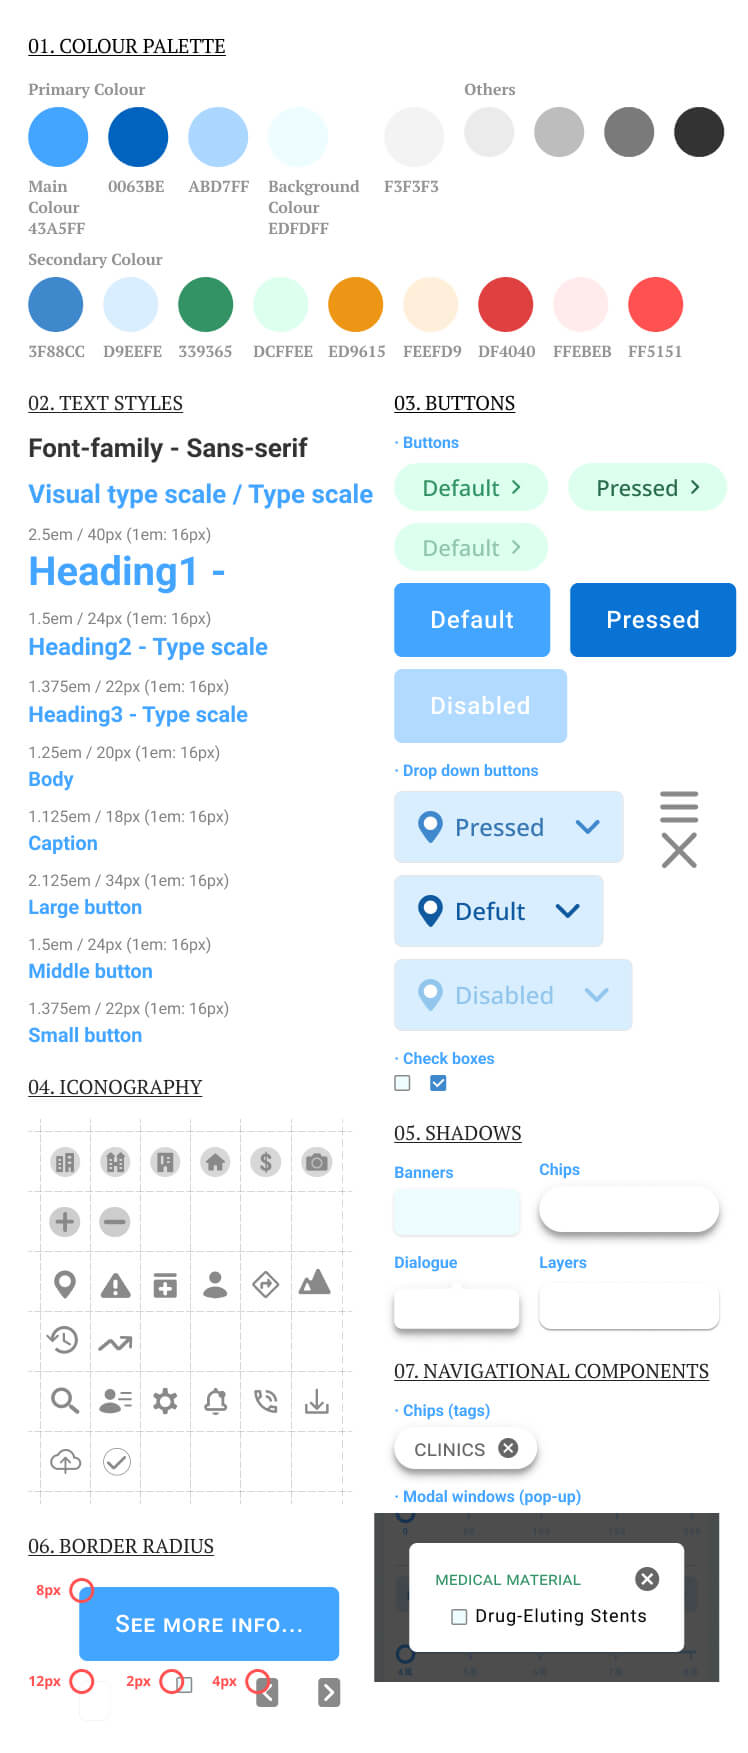 01. COLOUR PALETTE
Primary Colour
Others
Main
Colour
43A5FF
0063BE
ABD7FF
Background
Colour
EDFDFF
F3F3F3
Secondary Colour
3F88CC
D9EEFE
339365
DCFFEE
ED9615
FEEFD9
DF4040
FFEBEB
FF5151
02. TEXT STYLES
Font-family - Sans-serif
Visual type scale / Type scale
2.5em / 40px (1em: 16px)
Heading1 -
1.5em / 24px (1em: 16px)
Heading2 - Type scale
1.375em / 22px (1em: 16px)
Heading3 - Type scale
1.25em / 20px (1em: 16px)
Body
1.125em / 18px (1em: 16px)
Caption
2.125em / 34px (1em: 16px)
Large button
1.5em / 24px (1em: 16px)
Middle button
1.375em / 22px (1em: 16px)
Small button
03. BUTTONS
· Buttons
Default
Pressed
Default
Default
Pressed
Disabled
· Drop down buttons
Pressed
Defult
Disabled
· Check boxes
04. ICONOGRAPHY
05. SHADOWS
Banners
Chips
Dialogue
Layers
06. BORDER RADIUS
8px
SEE MORE INFO...
12px
2px
4px
07. NAVIGATIONAL COMPONENTS
· Chips (tags)
CLINICS
· Modal windows (pop-up)
MEDICAL MATERIAL
Drug-Eluting Stents